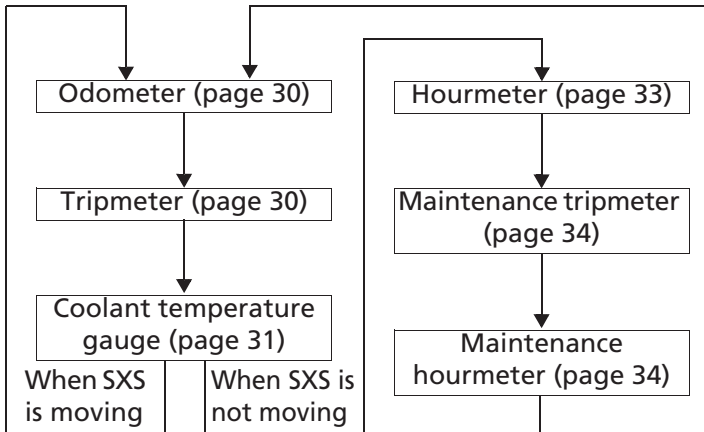 Odometer (page 30)
Tripmeter (page 30)
Coolant temperature
gauge (page 31)
When SXS
is moving
When SXS is
not moving
Hourmeter (page 33)
Maintenance tripmeter
(page 34)
Maintenance
hourmeter (page 34)